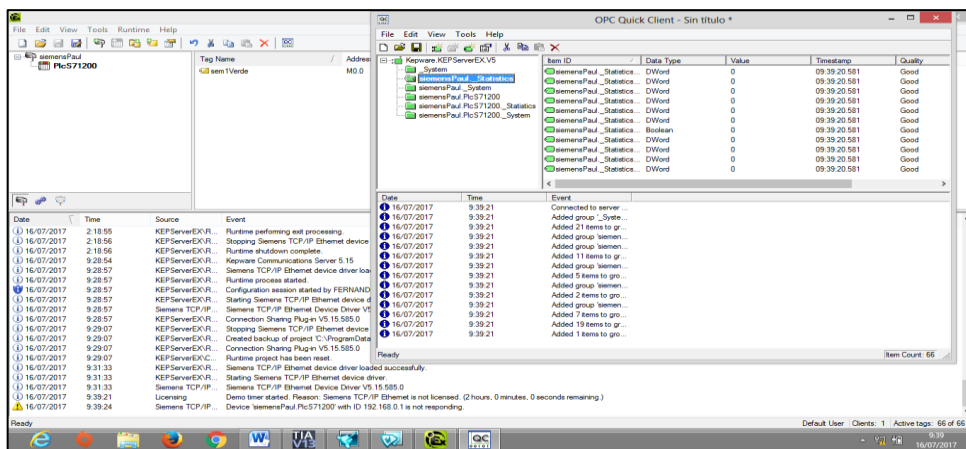 File Edit View Tools Runtime Help
siemensPaul
PlcS71200
Tag Name / Address
sem1Verde M0.0
OPC Quick Client - Sin título *
File Edit View Tools Help
Kepware.KEPServerEX.V5
_System
siemensPaul._Statistics
siemensPaul._System
siemensPaul.PlcS71200
siemensPaul.PlcS71200._Statistics
siemensPaul.PlcS71200._System
Item ID / Data Type Value Timestamp Quality
siemensPaul._Statistics... DWord 0 09:39:20.581 Good
siemensPaul._Statistics... DWord 0 09:39:20.581 Good
siemensPaul._Statistics... DWord 0 09:39:20.581 Good
siemensPaul._Statistics... DWord 0 09:39:20.581 Good
siemensPaul._Statistics... DWord 0 09:39:20.581 Good
siemensPaul._Statistics... DWord 0 09:39:20.581 Good
siemensPaul._Statistics... Boolean 0 09:39:20.581 Good
siemensPaul._Statistics... DWord 0 09:39:20.581 Good
siemensPaul._Statistics... DWord 0 09:39:20.581 Good
siemensPaul._Statistics... DWord 0 09:39:20.581 Good
siemensPaul._Statistics... DWord 0 09:39:20.581 Good
Date Time Event
16/07/2017 9:39:21 Connected to server ...
16/07/2017 9:39:21 Added group '_Syste...
16/07/2017 9:39:21 Added 21 items to gr...
16/07/2017 9:39:21 Added group 'siemen...
16/07/2017 9:39:21 Added 11 items to gro...
16/07/2017 9:39:21 Added group 'siemen...
16/07/2017 9:39:21 Added 5 items to gro...
16/07/2017 9:39:21 Added group 'siemen...
16/07/2017 9:39:21 Added 2 items to gro...
16/07/2017 9:39:21 Added group 'siemen...
16/07/2017 9:39:21 Added 7 items to gro...
16/07/2017 9:39:21 Added 19 items to gro...
16/07/2017 9:39:21 Added 1 items to gro...
Ready Item Count: 66
Date Time Source Event
16/07/2017 2:18:55 KEPServerEX\R... Runtime performing exit processing.
16/07/2017 2:18:56 KEPServerEX\R... Stopping Siemens TCP/IP Ethernet device
16/07/2017 2:18:56 KEPServerEX\R... Runtime shutdown complete.
16/07/2017 9:28:54 KEPServerEX\R... Kepware Communications Server 5.15
16/07/2017 9:28:57 KEPServerEX\R... Siemens TCP/IP Ethernet device driver loa
16/07/2017 9:28:57 KEPServerEX\R... Runtime process started.
16/07/2017 9:28:57 KEPServerEX\R... Configuration session started by FERNAND
16/07/2017 9:28:57 KEPServerEX\R... Starting Siemens TCP/IP Ethernet device d
16/07/2017 9:28:57 Siemens TCP/IP... Siemens TCP/IP Ethernet Device Driver V5
16/07/2017 9:28:57 KEPServerEX\R... Connection Sharing Plug-in V5.15.585.0
16/07/2017 9:29:07 KEPServerEX\R... Stopping Siemens TCP/IP Ethernet device
16/07/2017 9:29:07 KEPServerEX\R... Created backup of project 'C:\ProgramData
16/07/2017 9:29:07 KEPServerEX\R... Connection Sharing Plug-in V5.15.585.0
16/07/2017 9:29:07 KEPServerEX\C... Runtime project has been reset.
16/07/2017 9:31:33 KEPServerEX\R... Siemens TCP/IP Ethernet device driver loaded successfully.
16/07/2017 9:31:33 KEPServerEX\R... Starting Siemens TCP/IP Ethernet device driver.
16/07/2017 9:31:33 Siemens TCP/IP... Siemens TCP/IP Ethernet Device Driver V5.15.585.0
16/07/2017 9:39:21 Licensing Demo timer started. Reason: Siemens TCP/IP Ethernet is not licensed. (2 hours, 0 minutes, 0 seconds remaining.)
16/07/2017 9:39:24 Siemens TCP/IP... Device 'siemensPaul.PlcS71200' with ID 192.168.0.1 is not responding.
Ready Default User Clients: 1 Active tags: 66 of 66
TIA
9:39
16/07/2017